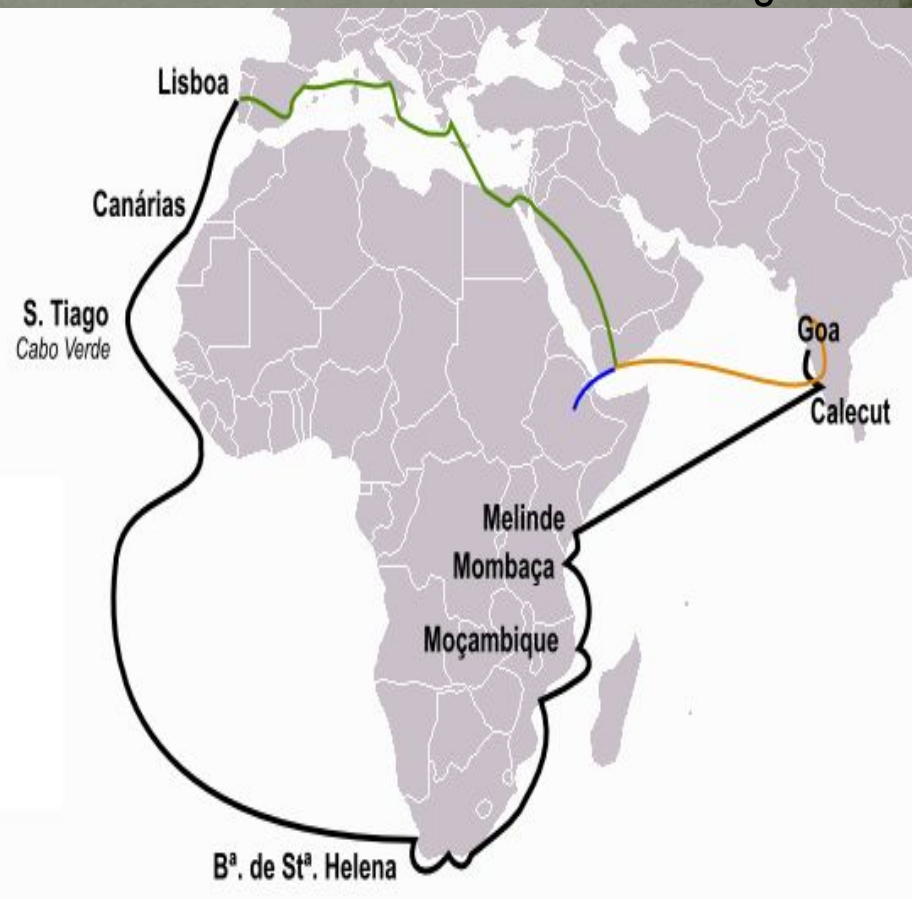 Lisboa
Canárias
S. Tiago
Cabo Verde
Goa
Calecut
Melinde
Mombaça
Moçambique
Bª. de Stª. Helena